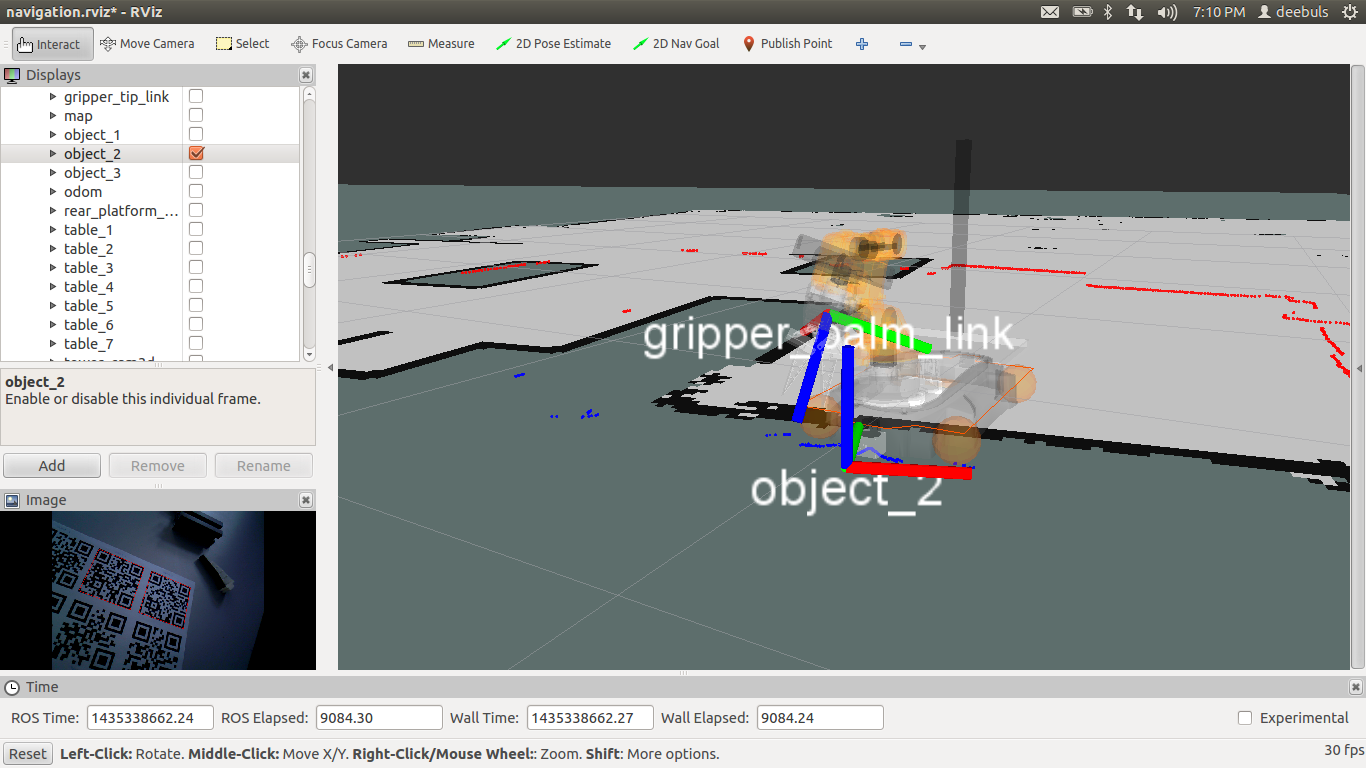 navigation.rviz* - RViz
7:10 PM deebuls
Interact Move Camera Select Focus Camera Measure 2D Pose Estimate 2D Nav Goal Publish Point
Displays
gripper_tip_link
map
object_1
object_2
object_3
odom
rear_platform_...
table_1
table_2
table_3
table_4
table_5
table_6
table_7
object_2
Enable or disable this individual frame.
Add Remove Rename
Image
gripper_palm_link
object_2
Time
ROS Time: 1435338662.24 ROS Elapsed: 9084.30 Wall Time: 1435338662.27 Wall Elapsed: 9084.24 Experimental
Reset Left-Click: Rotate. Middle-Click: Move X/Y. Right-Click/Mouse Wheel:: Zoom. Shift: More options. 30 fps